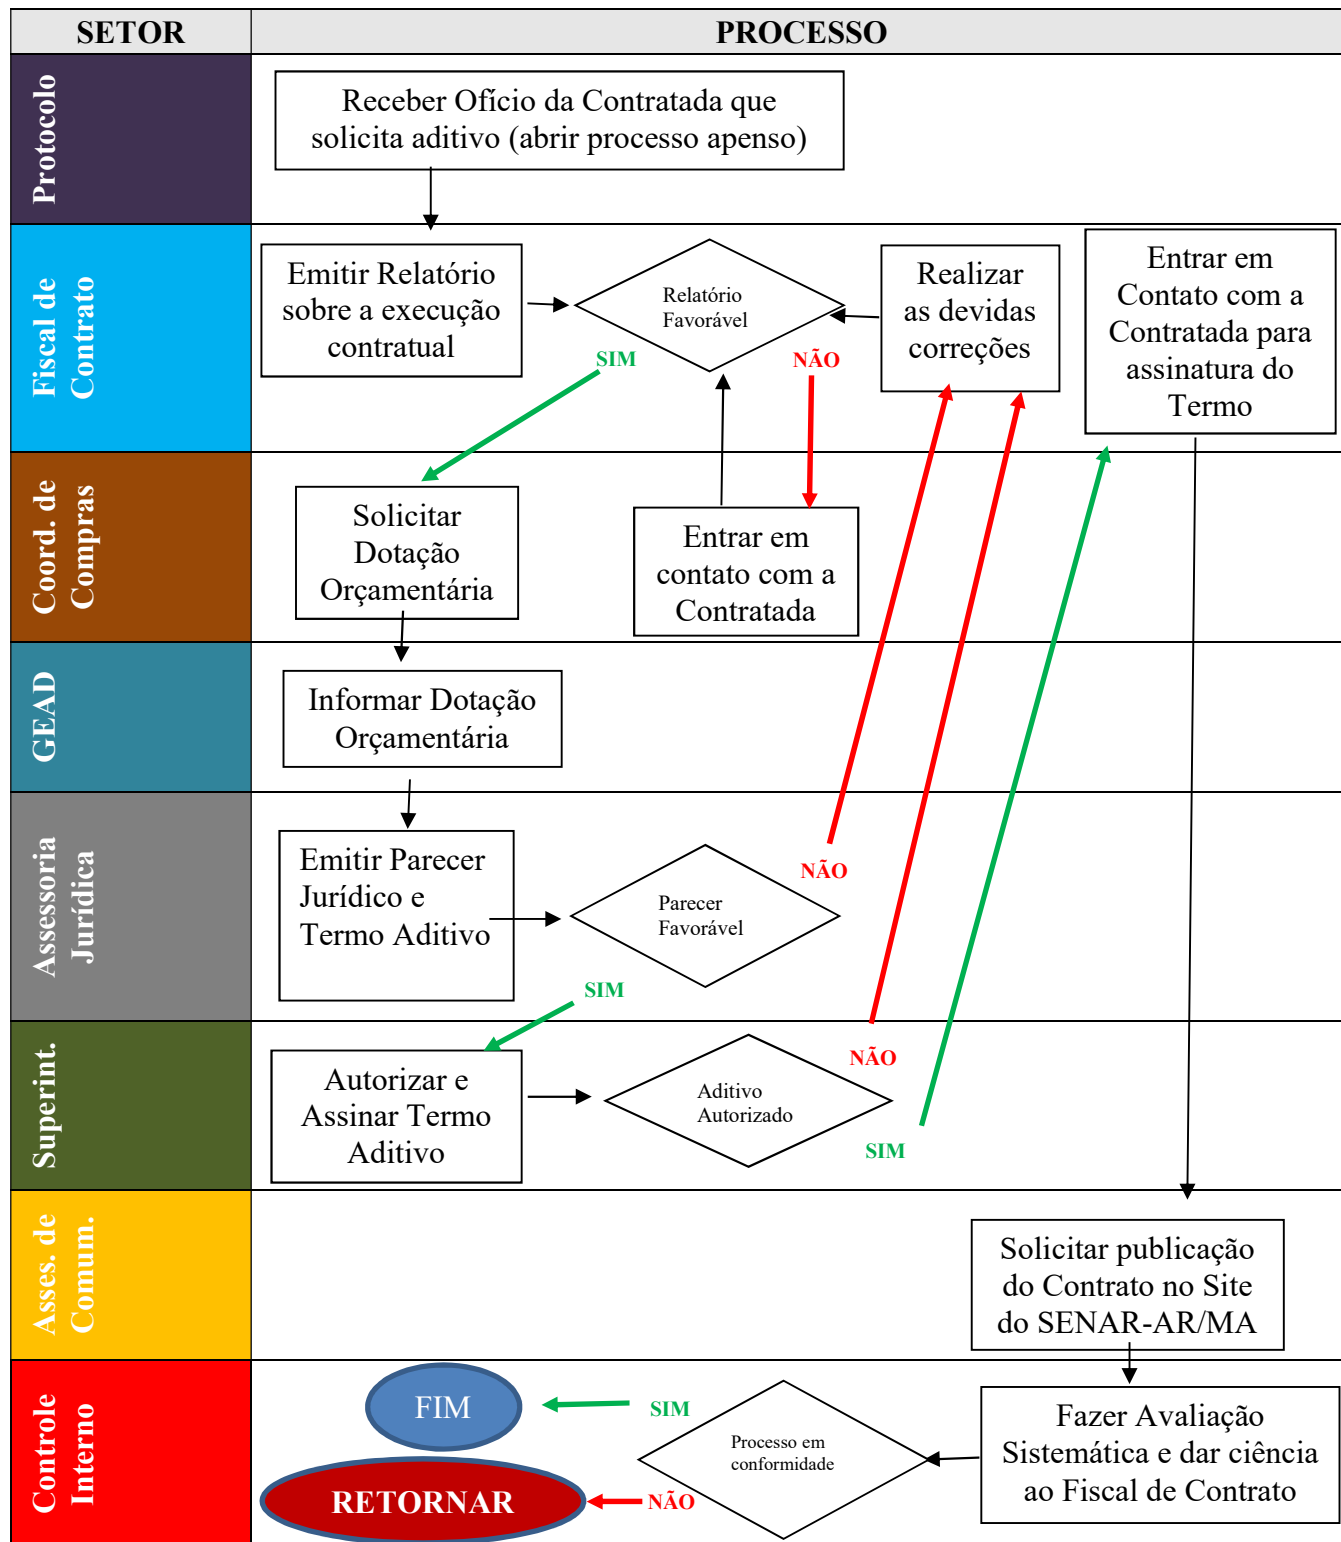 SETOR
PROCESSO
Protocolo
Receber Ofício da Contratada que
solicita aditivo (abrir processo apenso)
Fiscal de
Contrato
Emitir Relatório
sobre a execução
contratual
Relatório
Favorável
Realizar
as devidas
correções
Entrar em
Contato com a
Contratada para
assinatura do
Termo
SIM
NÃO
Coord. de
Compras
Solicitar
Dotação
Orçamentária
Entrar em
contato com a
Contratada
GEAD
Informar Dotação
Orçamentária
Assessoria
Jurídica
Emitir Parecer
Jurídico e
Termo Aditivo
Parecer
Favorável
NÃO
SIM
Superint.
Autorizar e
Assinar Termo
Aditivo
Aditivo
Autorizado
NÃO
SIM
Asses. de
Comum.
Solicitar publicação
do Contrato no Site
do SENAR-AR/MA
Controle
Interno
FIM
SIM
Processo em
conformidade
Fazer Avaliação
Sistemática e dar ciência
ao Fiscal de Contrato
RETORNAR
NÃO